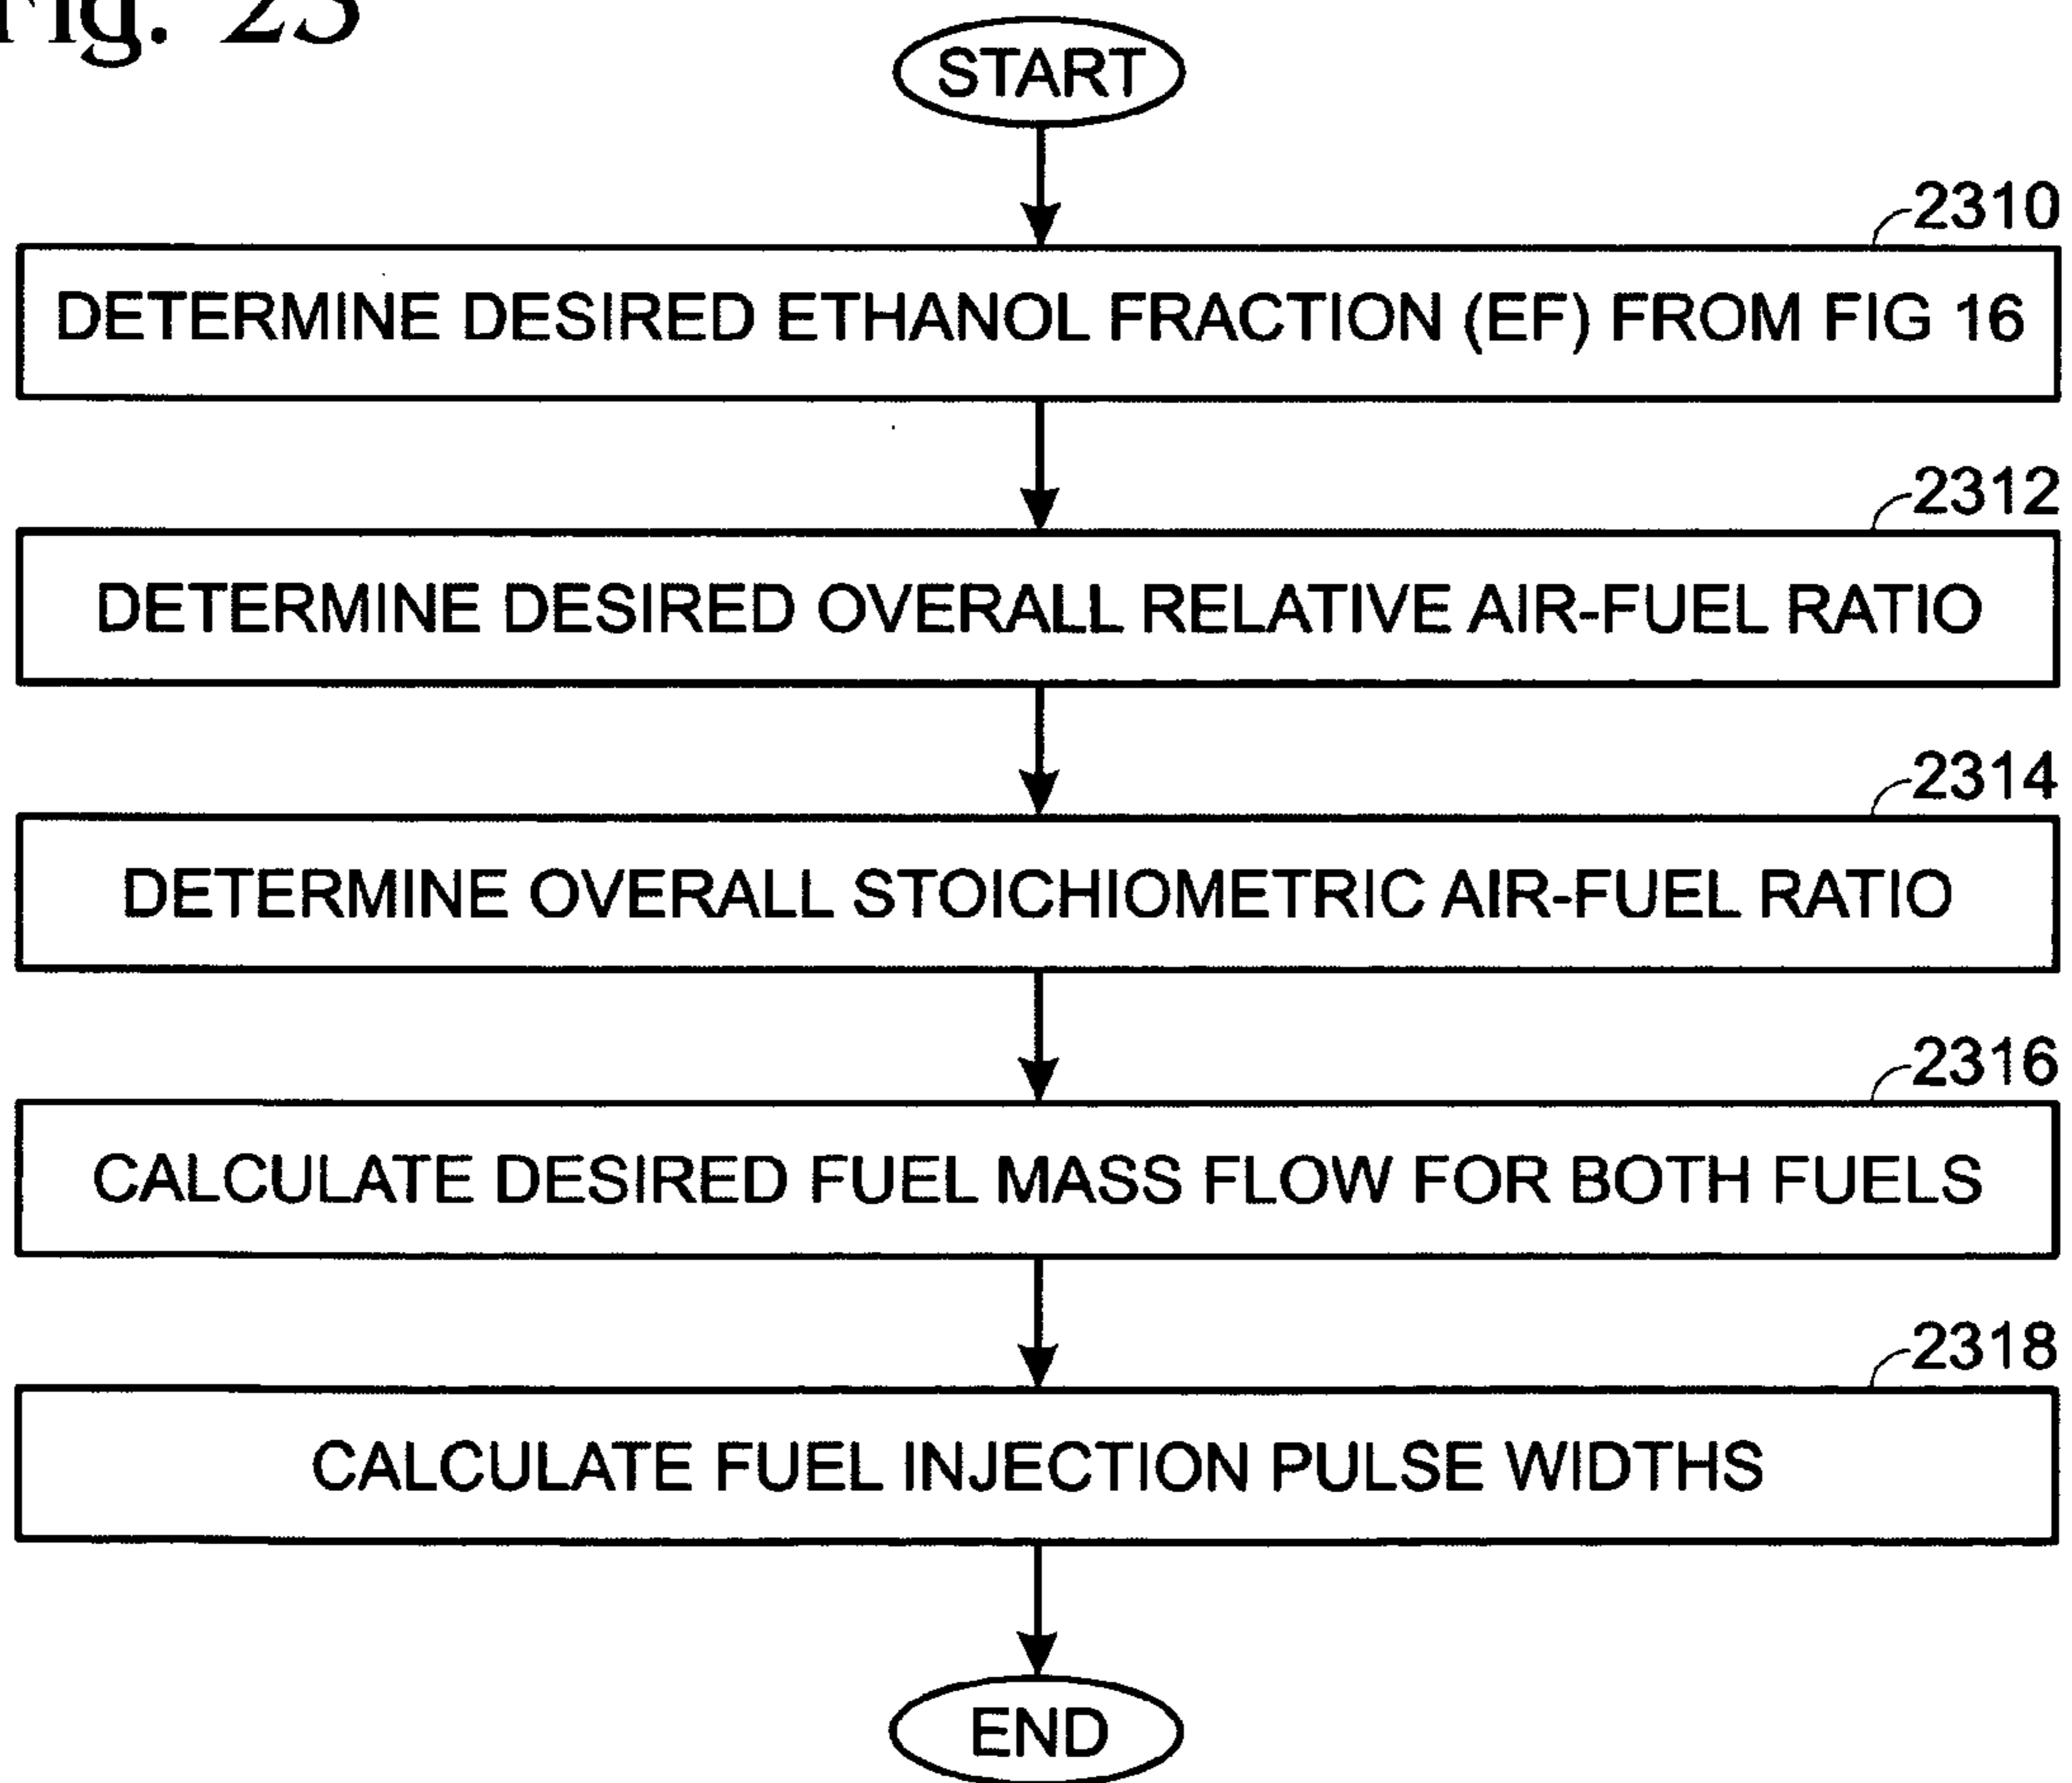 Fig. 23
START
2310
DETERMINE DESIRED ETHANOL FRACTION (EF) FROM FIG 16
2312
DETERMINE DESIRED OVERALL RELATIVE AIR-FUEL RATIO
2314
DETERMINE OVERALL STOICHIOMETRIC AIR-FUEL RATIO
2316
CALCULATE DESIRED FUEL MASS FLOW FOR BOTH FUELS
2318
CALCULATE FUEL INJECTION PULSE WIDTHS
END